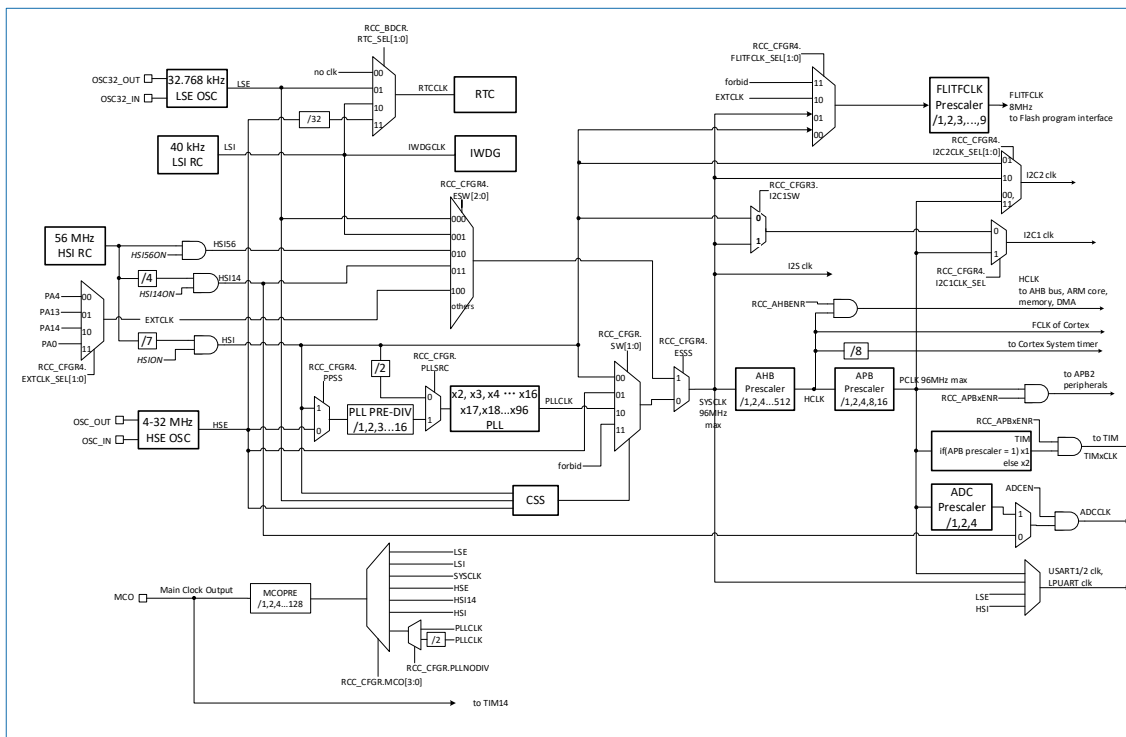 RCC_BDCR.
RTC_SEL[1:0]
OSC32_OUT
OSC32_IN
32.768 kHz
LSE OSC
LSE
no clk
00
01
10
11
/32
RTCCLK
RTC
40 kHz
LSI RC
LSI
IWDGCLK
IWDG
RCC_CFGR4.
ESW[2:0]
000
001
010
011
100
others
56 MHz
HSI RC
HSI56ON
HSI56
/4
HSI14ON
HSI14
PA4
PA13
PA14
PA0
00
01
10
11
EXTCLK
RCC_CFGR4.
EXTCLK_SEL[1:0]
/7
HSION
HSI
RCC_CFGR4.
PPSS
1
0
/2
RCC_CFGR.
PLLSRC
0
1
PLL PRE-DIV
/1,2,3...16
x2, x3, x4 ··· x16
x17,x18...x96
PLL
PLLCLK
RCC_CFGR.
SW[1:0]
00
01
10
11
forbid
RCC_CFGR4.
ESSS
1
0
OSC_OUT
OSC_IN
4-32 MHz
HSE OSC
HSE
CSS
SYSCLK
96MHz
max
AHB
Prescaler
/1,2,4...512
HCLK
APB
Prescaler
/1,2,4,8,16
PCLK 96MHz max
RCC_CFGR4.
FLITFCLK_SEL[1:0]
forbid
EXTCLK
11
10
01
00
FLITFCLK
Prescaler
/1,2,3,...,9
FLITFCLK
8MHz
to Flash program interface
RCC_CFGR4.
I2C2CLK_SEL[1:0]
01
10
00,
11
I2C2 clk
RCC_CFGR3.
I2C1SW
0
1
0
1
I2C1 clk
RCC_CFGR4.
I2C1CLK_SEL
I2S clk
RCC_AHBENR
HCLK
to AHB bus, ARM core,
memory, DMA
FCLK of Cortex
/8
to Cortex System timer
to APB2
peripherals
RCC_APBxENR
RCC_APBxENR
TIM
if(APB prescaler = 1) x1
else x2
to TIM
TIMxCLK
ADC
Prescaler
/1,2,4
ADCEN
1
0
ADCCLK
USART1/2 clk,
LPUART clk
LSE
HSI
MCO
Main Clock Output
MCOPRE
/1,2,4...128
LSE
LSI
SYSCLK
HSE
HSI14
HSI
PLLCLK
/2
PLLCLK
RCC_CFGR.PLLNODIV
RCC_CFGR.MCO[3:0]
to TIM14